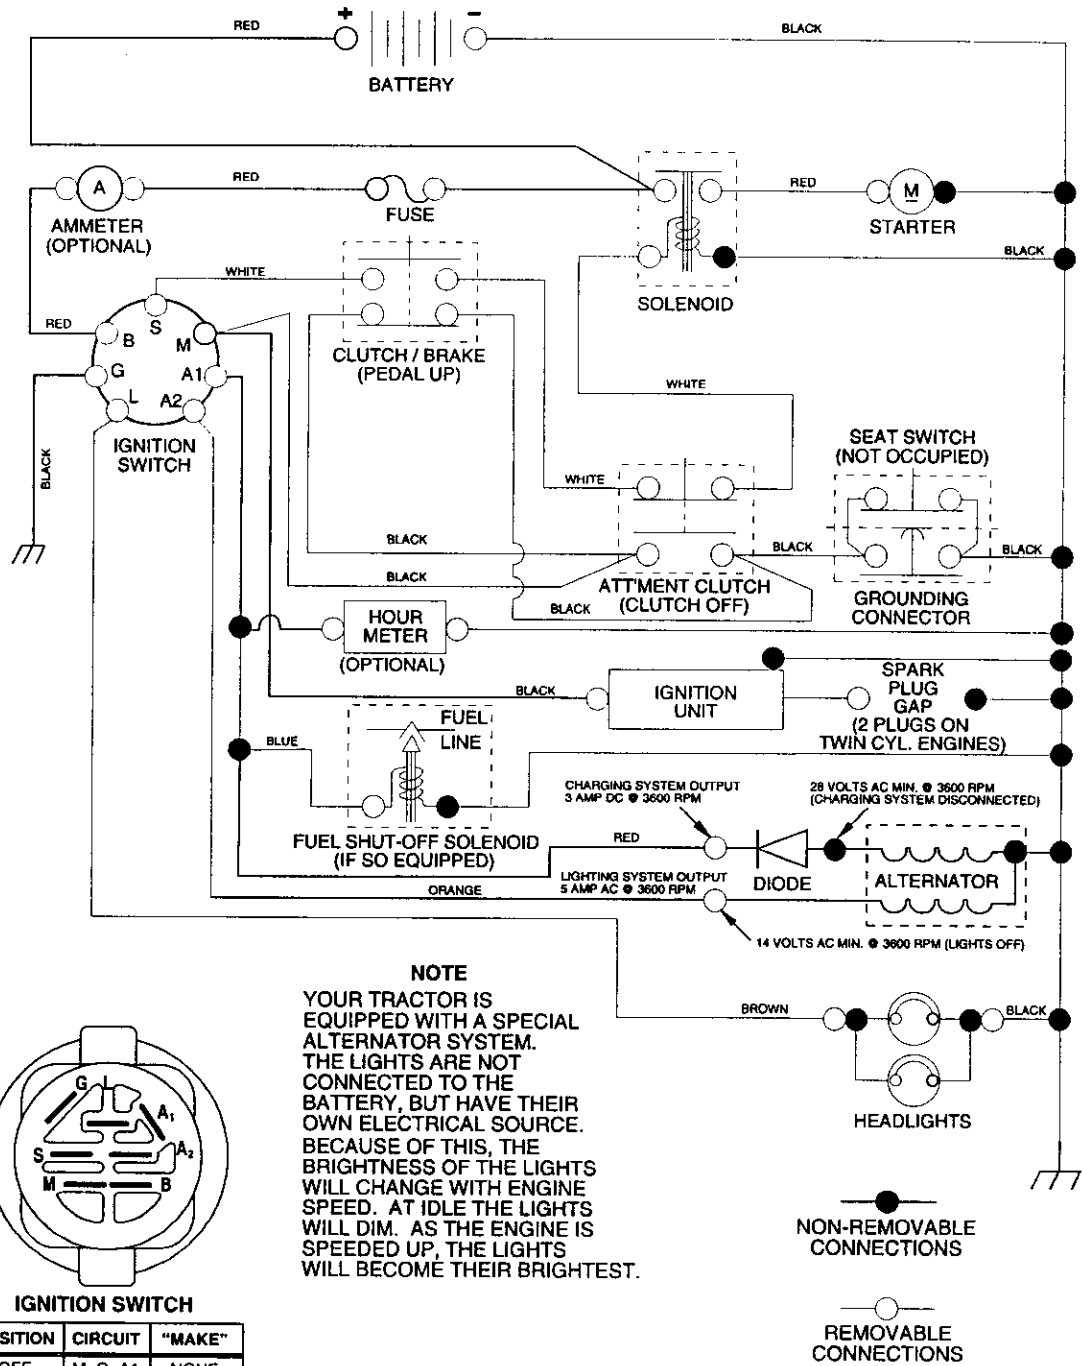 + -
RED
BLACK
BATTERY
A
RED
AMMETER
(OPTIONAL)
FUSE
RED
M
STARTER
BLACK
SOLENOID
WHITE
CLUTCH / BRAKE
(PEDAL UP)
RED
S
B
M
G
A1
L
A2
IGNITION
SWITCH
BLACK
WHITE
SEAT SWITCH
(NOT OCCUPIED)
WHITE
BLACK
BLACK
BLACK
BLACK
ATT'MENT CLUTCH
(CLUTCH OFF)
BLACK
GROUNDING
CONNECTOR
HOUR
METER
(OPTIONAL)
BLACK
IGNITION
UNIT
SPARK
PLUG
GAP
(2 PLUGS ON
TWIN CYL. ENGINES)
FUEL
LINE
BLUE
FUEL SHUT-OFF SOLENOID
(IF SO EQUIPPED)
CHARGING SYSTEM OUTPUT
3 AMP DC @ 3600 RPM
28 VOLTS AC MIN. @ 3600 RPM
(CHARGING SYSTEM DISCONNECTED)
RED
DIODE
ALTERNATOR
LIGHTING SYSTEM OUTPUT
5 AMP AC @ 3600 RPM
ORANGE
14 VOLTS AC MIN. @ 3600 RPM (LIGHTS OFF)
NOTE
YOUR TRACTOR IS
EQUIPPED WITH A SPECIAL
ALTERNATOR SYSTEM.
THE LIGHTS ARE NOT
CONNECTED TO THE
BATTERY, BUT HAVE THEIR
OWN ELECTRICAL SOURCE.
BECAUSE OF THIS, THE
BRIGHTNESS OF THE LIGHTS
WILL CHANGE WITH ENGINE
SPEED. AT IDLE THE LIGHTS
WILL DIM. AS THE ENGINE IS
SPEEDED UP, THE LIGHTS
WILL BECOME THEIR BRIGHTEST.
BROWN
BLACK
HEADLIGHTS
G L
A1
S
A2
M B
IGNITION SWITCH
SITION CIRCUIT "MAKE"
NON-REMOVABLE
CONNECTIONS
REMOVABLE
CONNECTIONS